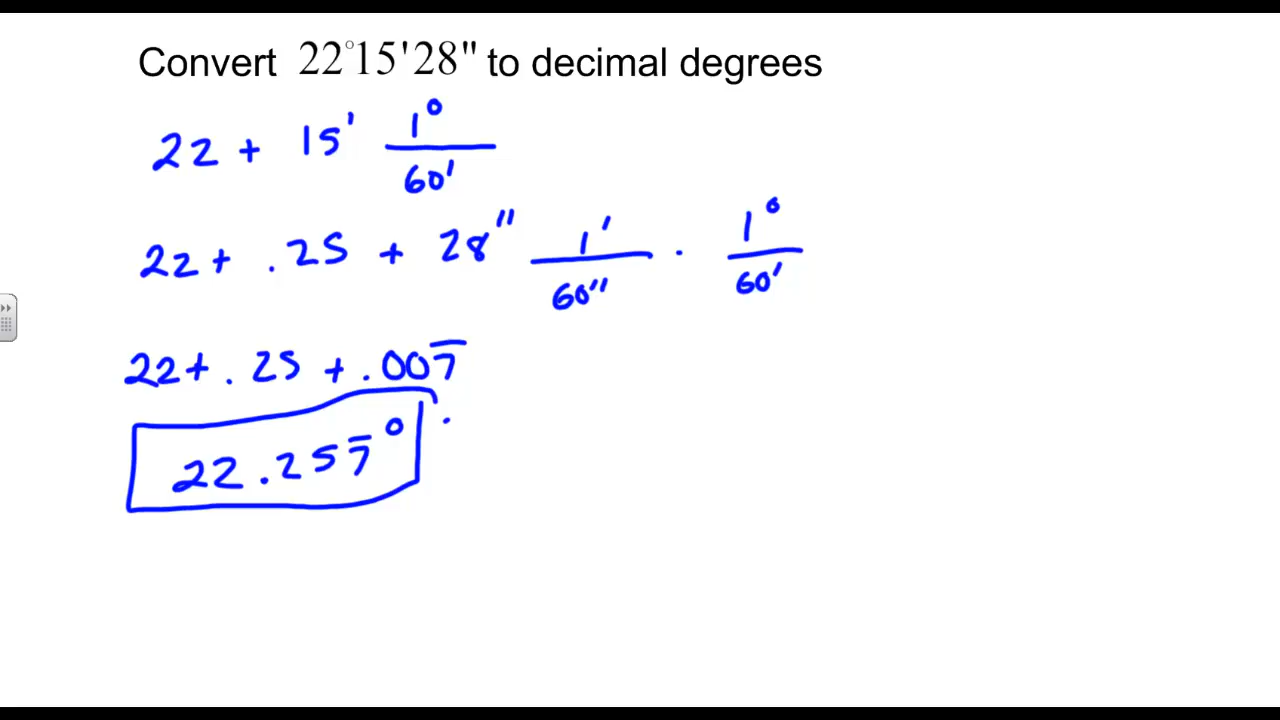 Convert 22°15'28" to decimal degrees
22 + 15' 1°/60'
22 + .25 + 28" 1'/60" · 1°/60'
22 + .25 + .007̅
22.257̅°